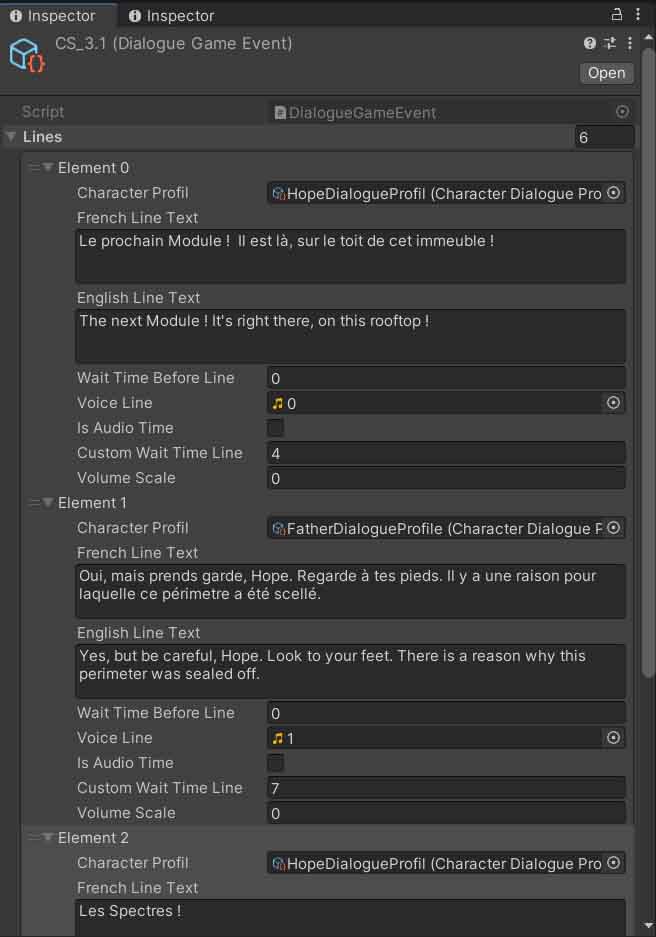 Inspector
Inspector
CS_3.1 (Dialogue Game Event)
Open
Script
DialogueGameEvent
Lines
6
Element 0
Character Profil
HopeDialogueProfil (Character Dialogue Pro
French Line Text
Le prochain Module !  Il est là, sur le toit de cet immeuble !
English Line Text
The next Module ! It's right there, on this rooftop !
Wait Time Before Line
0
Voice Line
0
Is Audio Time
Custom Wait Time Line
4
Volume Scale
0
Element 1
Character Profil
FatherDialogueProfile (Character Dialogue P
French Line Text
Oui, mais prends garde, Hope. Regarde à tes pieds. Il y a une raison pour
laquelle ce périmetre a été scellé.
English Line Text
Yes, but be careful, Hope. Look to your feet. There is a reason why this
perimeter was sealed off.
Wait Time Before Line
0
Voice Line
1
Is Audio Time
Custom Wait Time Line
7
Volume Scale
0
Element 2
Character Profil
HopeDialogueProfil (Character Dialogue Pro
French Line Text
Les Spectres !